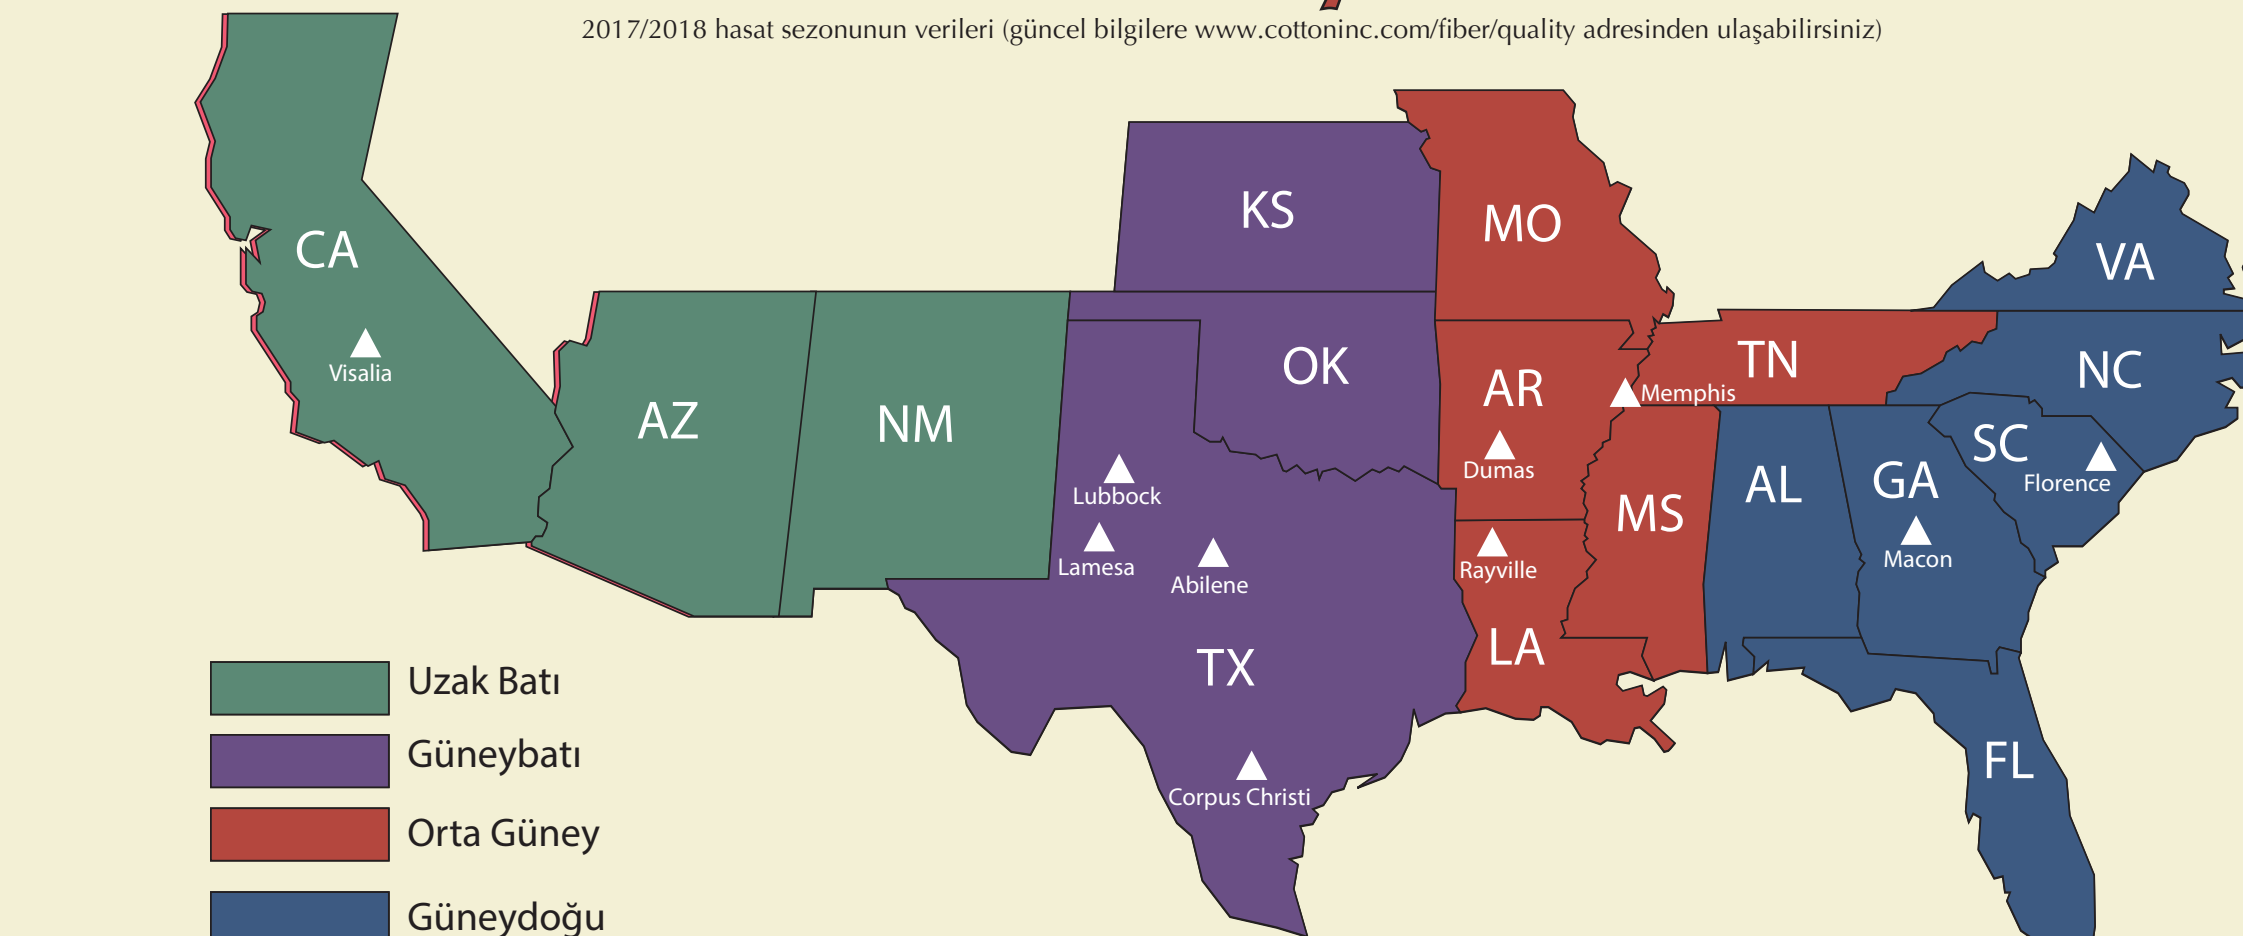 2017/2018 hasat sezonunun verileri (güncel bilgilere www.cottoninc.com/fiber/quality adresinden ulaşabilirsiniz)
CA
Visalia
AZ
NM
KS
OK
Lubbock
Lamesa
Abilene
TX
Corpus Christi
MO
AR
Dumas
Memphis
TN
Rayville
LA
MS
AL
GA
Macon
SC
Florence
NC
VA
FL
Uzak Batı
Güneybatı
Orta Güney
Güneydoğu